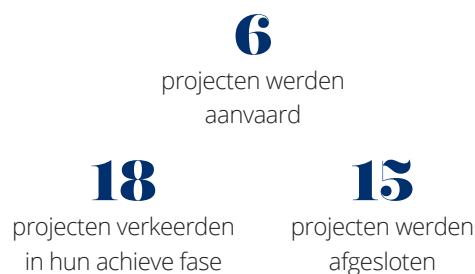 6
projecten werden
aanvaard
18
projecten verkeerden
in hun achieve fase
15
projecten werden
afgesloten